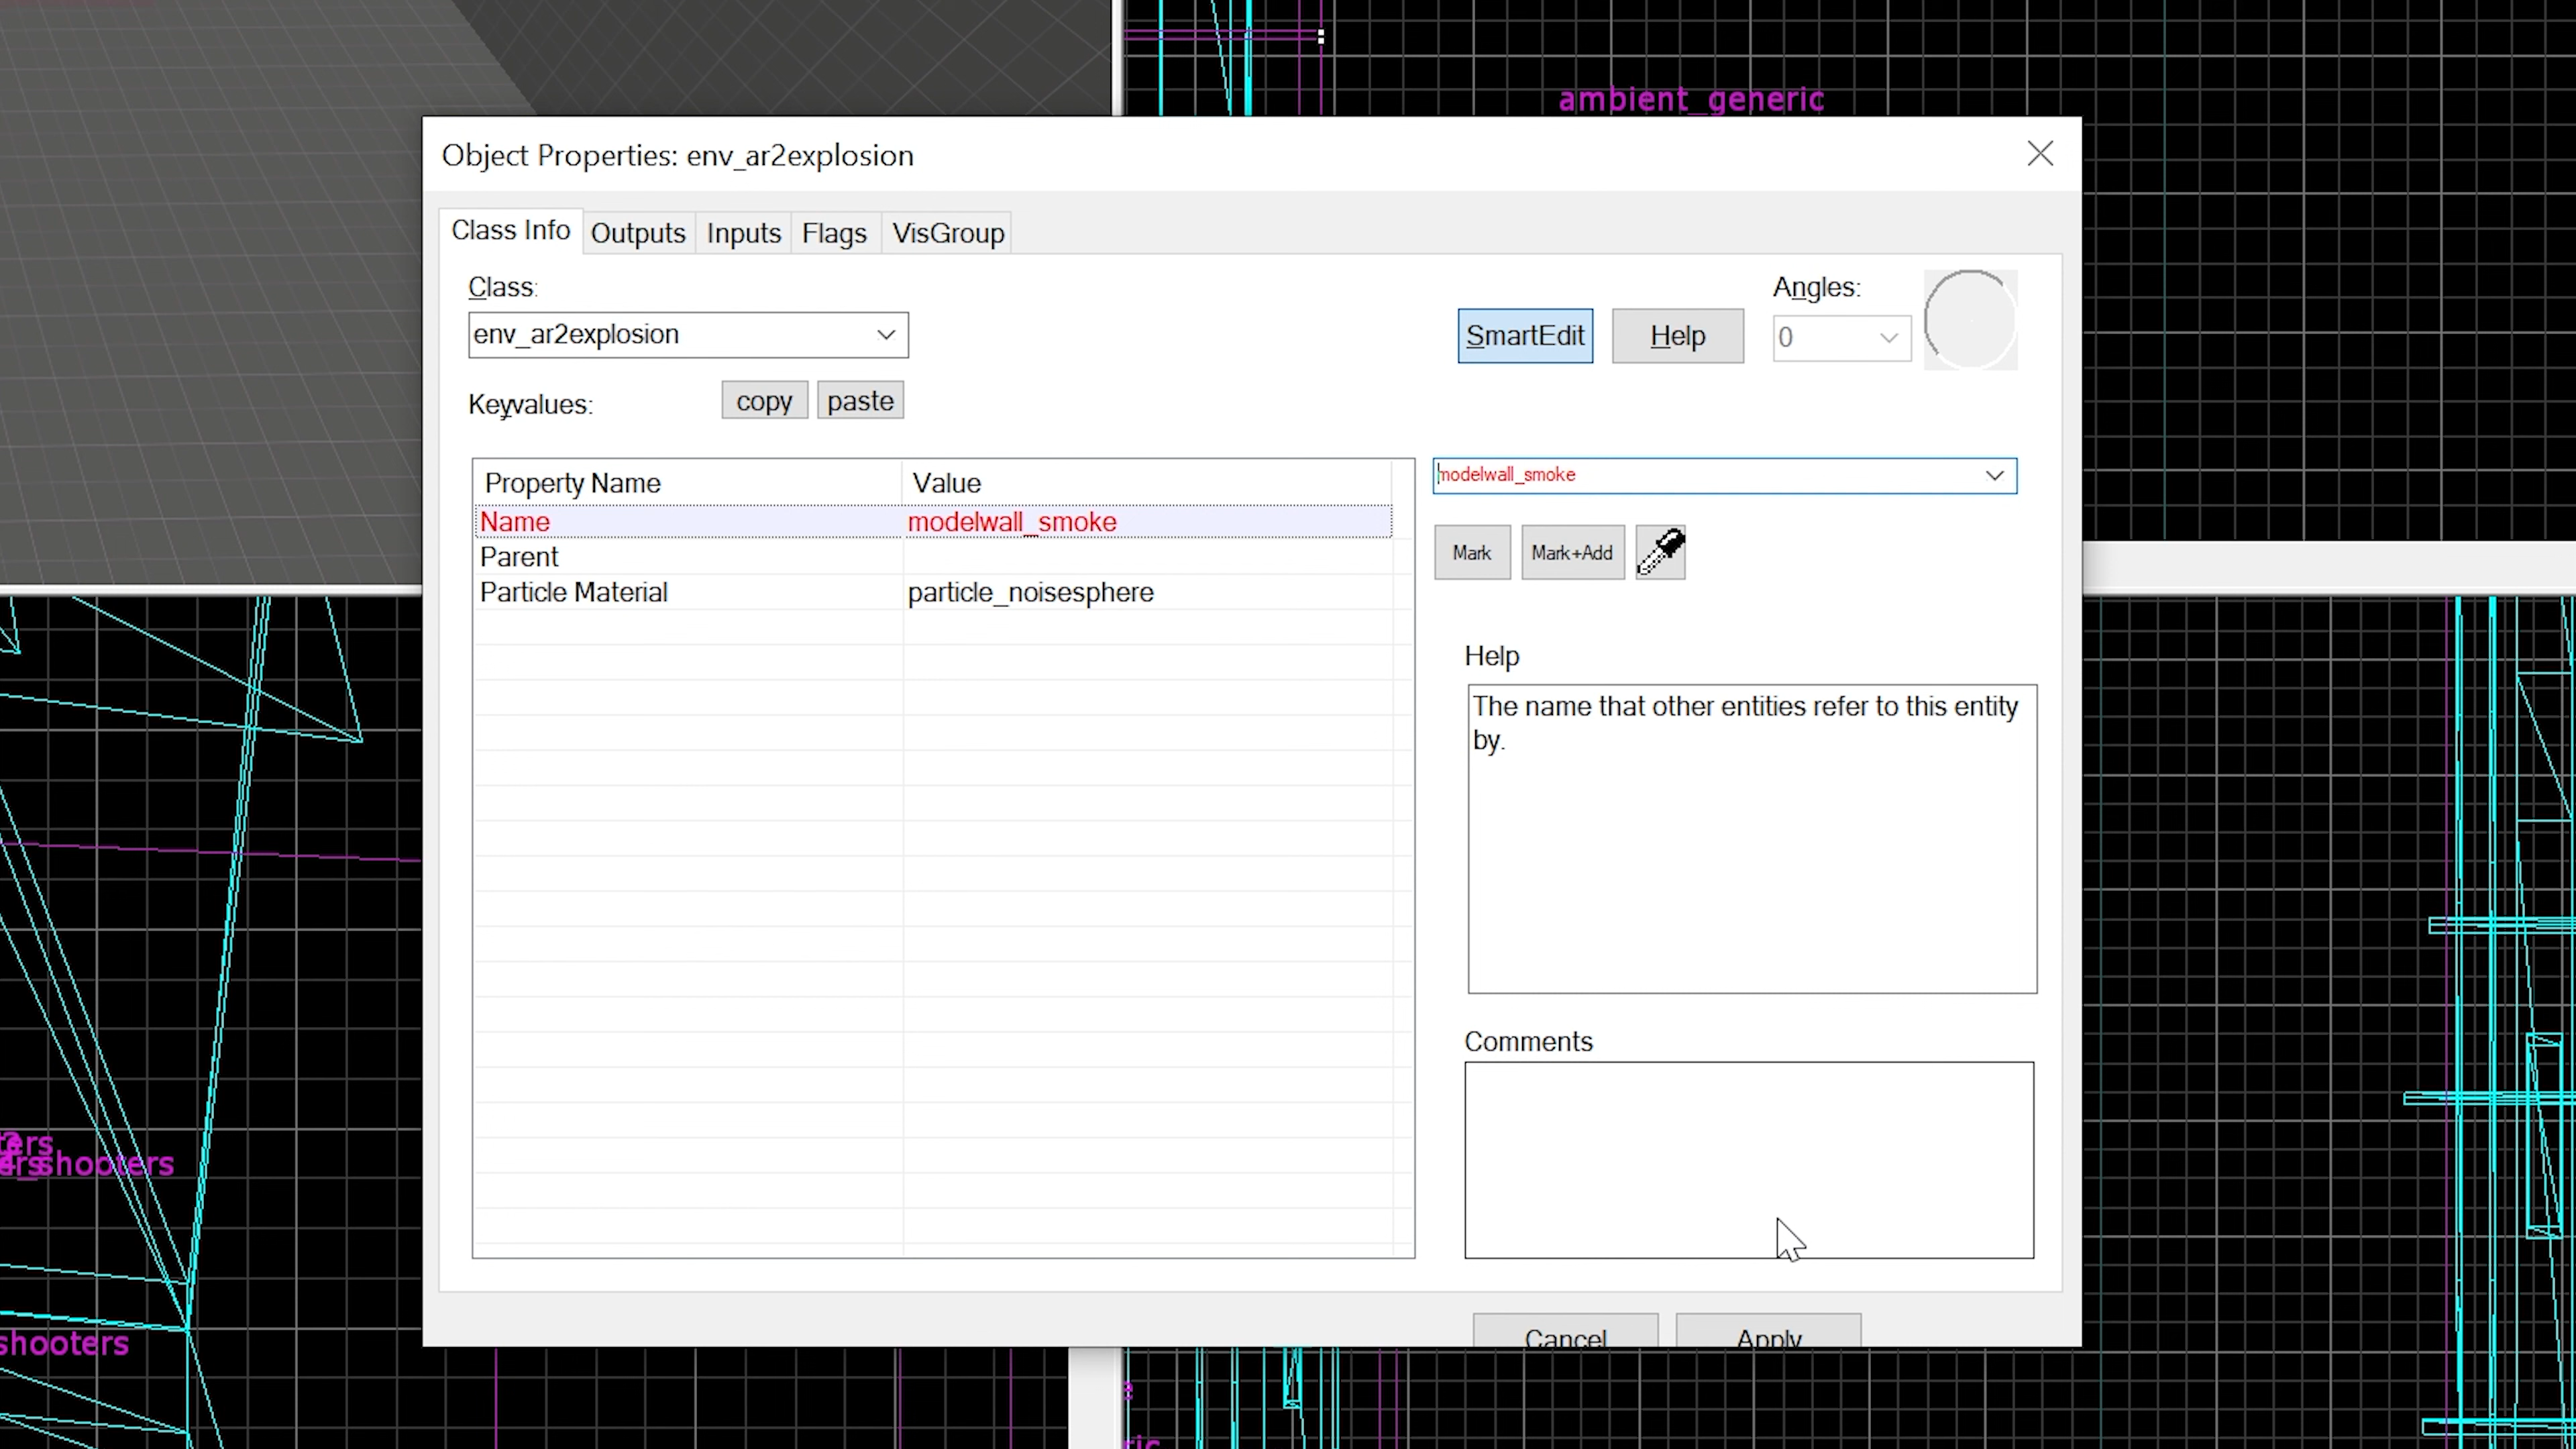 ambient_generic
Object Properties: env_ar2explosion
Class Info
Outputs
Inputs
Flags
VisGroup
Class:
Angles:
env_ar2explosion
SmartEdit
Help
0
Keyvalues:
copy
paste
Property Name
Value
modelwall_smoke
Name
modelwall_smoke
Parent
Mark
Mark+Add
Particle Material
particle_noisesphere
Help
The name that other entities refer to this entity
by.
Comments
shooters
shooters
Cancel
Apply